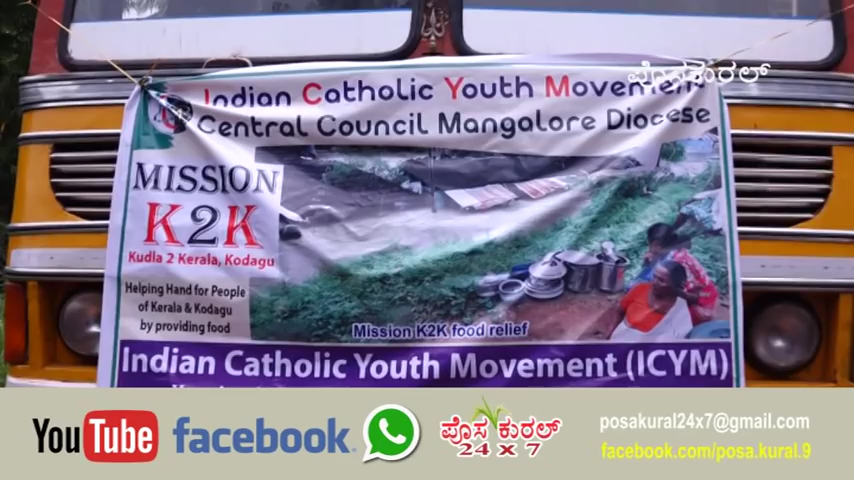 ಪೊಸಕುರಲ್
Indian Catholic Youth Movement
Central Council Mangalore Diocese
MISSION
K2K
Kudla 2 Kerala, Kodagu
Helping Hand for People
of Kerala & Kodagu
by providing food
Mission K2K food relief
Indian Catholic Youth Movement (ICYM)
YouTube
facebook
ಪೊಸ ಕುರಲ್
24 x 7
posakural24x7@gmail.com
facebook.com/posa.kural.9